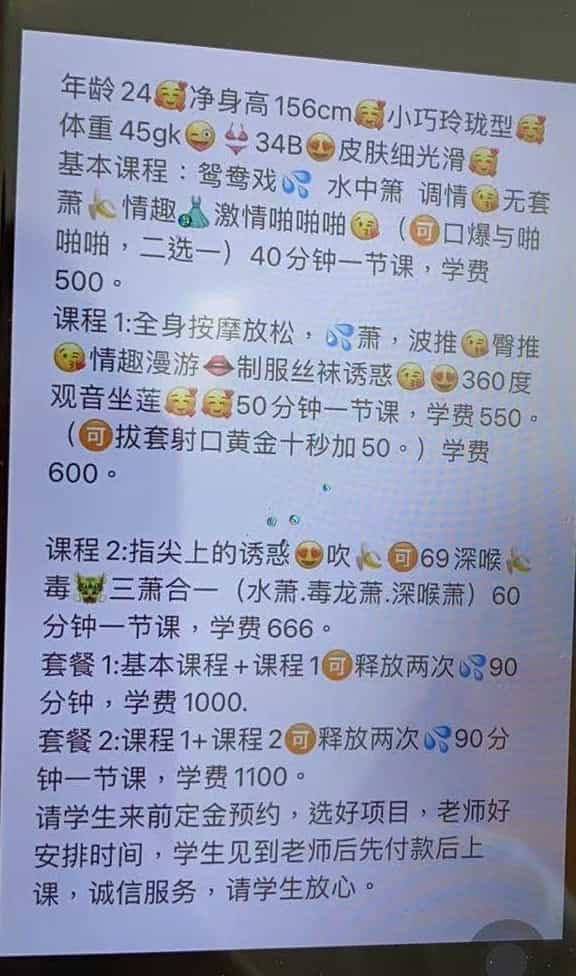 年龄24🥰净身高156cm🥰小巧玲珑型🥰
体重45gk😜👙34B😍皮肤细光滑🥰
基本课程：鸳鸯戏💦 水中箫 调情😘无套
萧🍌情趣👗激情啪啪啪😘（🉑口爆与啪
啪啪，二选一）40分钟一节课，学费
500。
课程1:全身按摩放松，💦萧，波推😘臀推
😘情趣漫游👄制服丝袜诱惑😘😍360度
观音坐莲🥰🥰50分钟一节课，学费550。
（🉑拔套射口黄金十秒加50。）学费
600。
课程2:指尖上的诱惑😍吹🍌🉑69深喉🍌
毒🐲三萧合一（水萧.毒龙萧.深喉萧）60
分钟一节课，学费666。
套餐1:基本课程+课程1🉑释放两次💦90
分钟，学费1000.
套餐2:课程1+课程2🉑释放两次💦90分
钟一节课，学费1100。
请学生来前定金预约，选好项目，老师好
安排时间，学生见到老师后先付款后上
课，诚信服务，请学生放心。